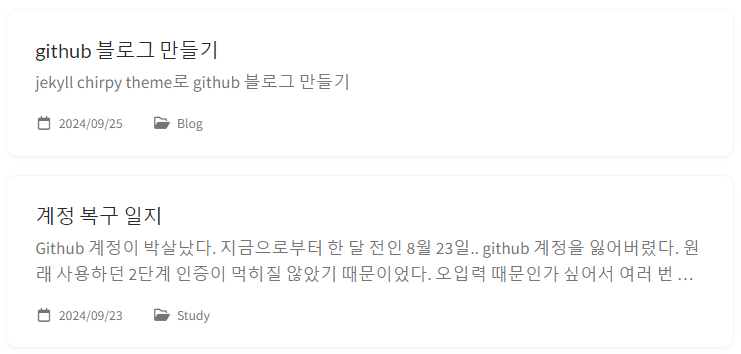 github 블로그 만들기
jekyll chirpy theme로 github 블로그 만들기
2024/09/25 Blog
계정 복구 일지
Github 계정이 박살났다. 지금으로부터 한 달 전인 8월 23일.. github 계정을 잃어버렸다. 원
래 사용하던 2단계 인증이 먹히질 않았기 때문이었다. 오입력 때문인가 싶어서 여러 번 …
2024/09/23 Study